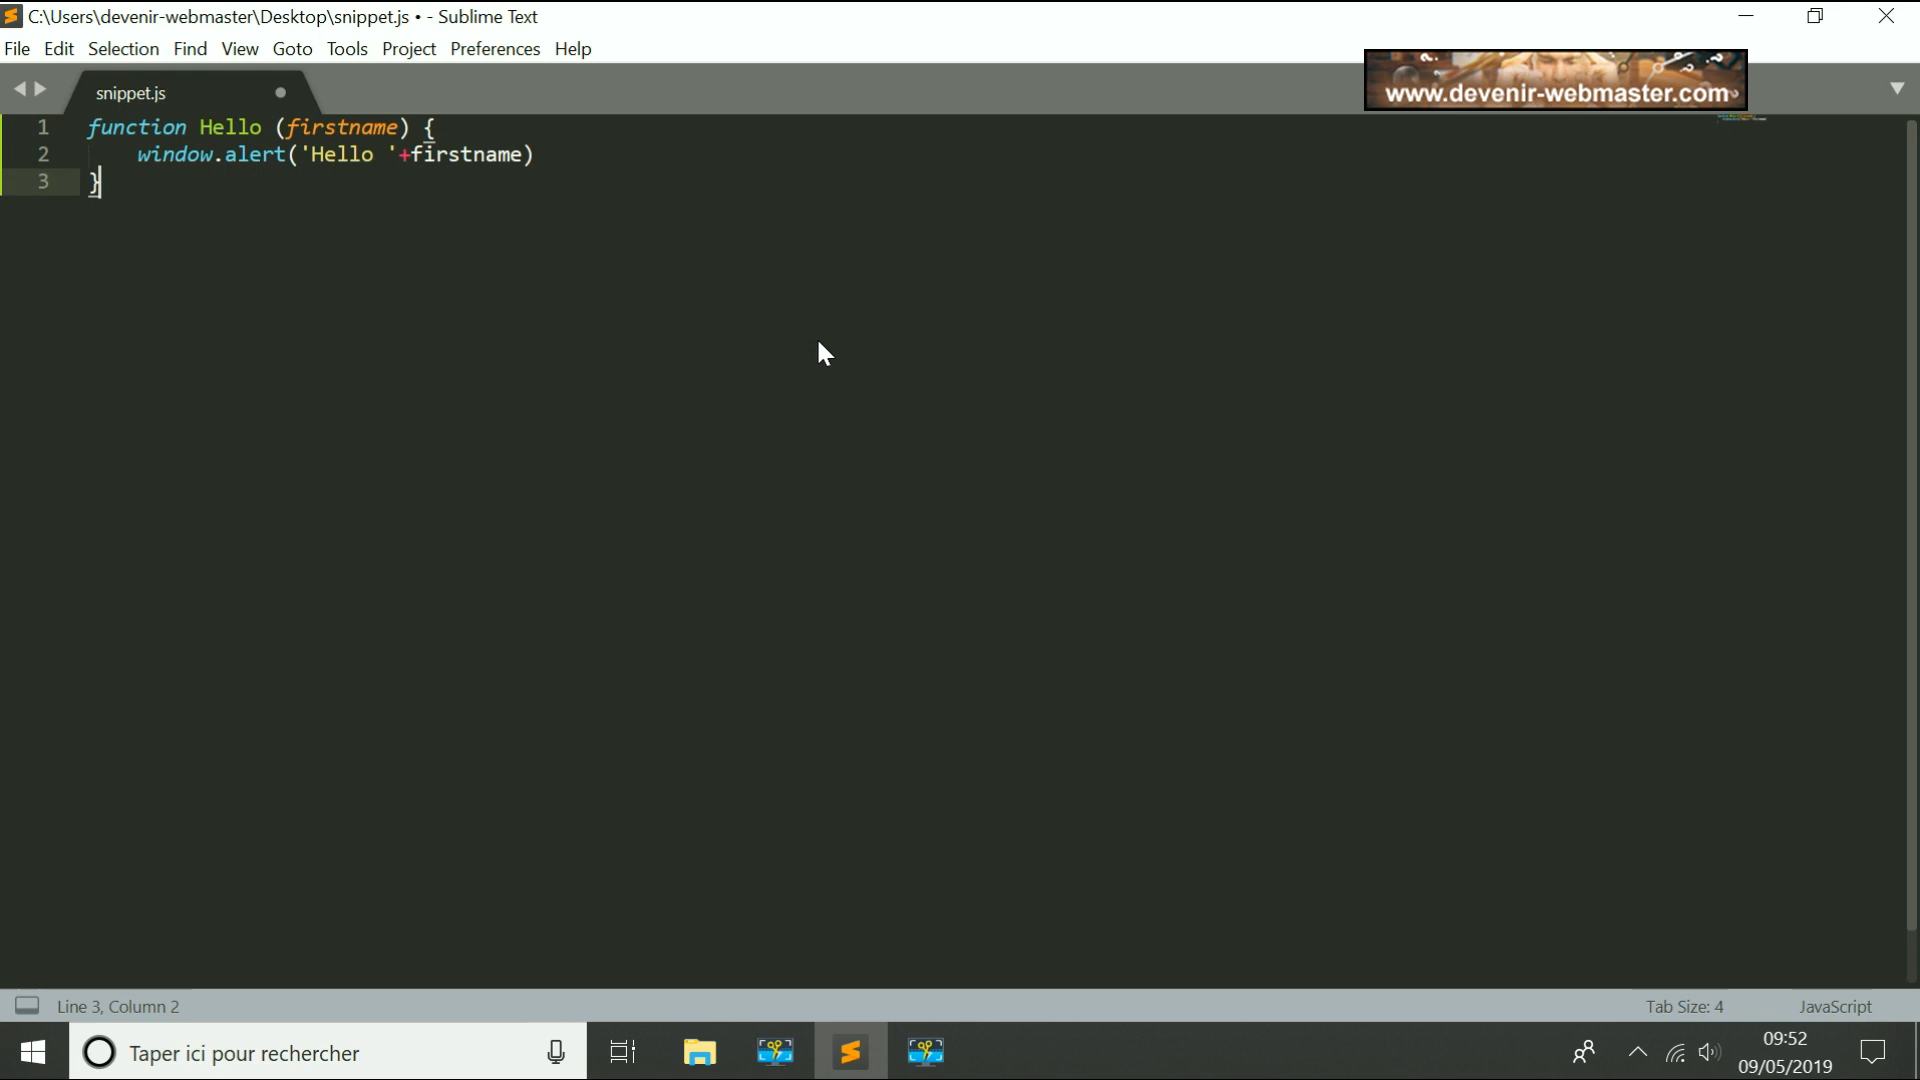 C:\Users\devenir-webmaster\Desktop\snippet.js • - Sublime Text
File Edit Selection Find View Goto Tools Project Preferences Help
www.devenir-webmaster.com
snippet.js
1 function Hello (firstname) {
2 window.alert('Hello '+firstname)
3 }
Line 3, Column 2
Tab Size: 4
JavaScript
Taper ici pour rechercher
09:52
09/05/2019